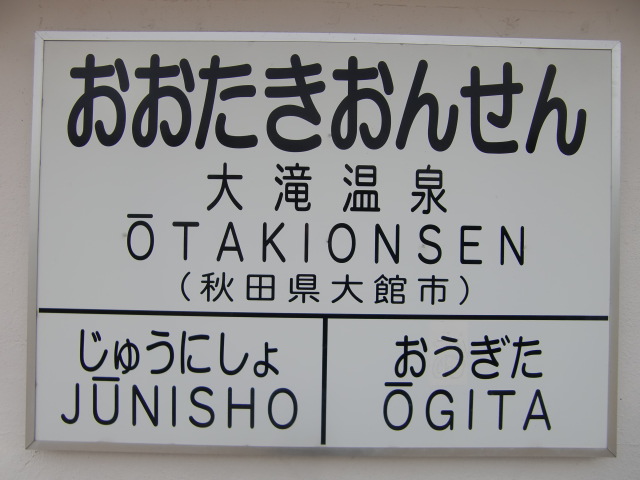 おおたきおんせん
大滝温泉
ŌTAKIONSEN
(秋田県大館市)
じゅうにしょ
JŪNISHO
おうぎた
ŌGITA